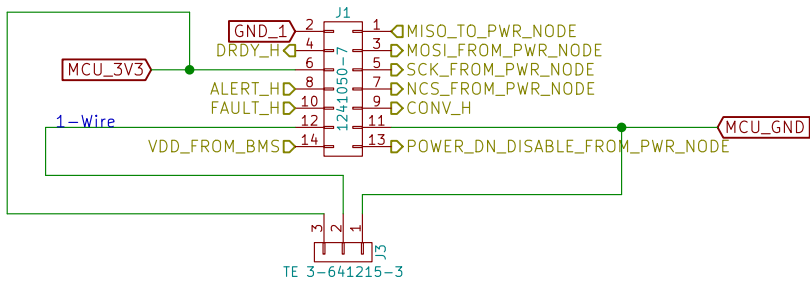 J1
GND_1 2 1 MISO_TO_PWR_NODE
DRDY_H 4 3 MOSI_FROM_PWR_NODE
MCU_3V3 6 5 SCK_FROM_PWR_NODE
ALERT_H 8 7 NCS_FROM_PWR_NODE
FAULT_H 10 9 CONV_H
1-Wire 12 11 MCU_GND
VDD_FROM_BMS 14 13 POWER_DN_DISABLE_FROM_PWR_NODE
1241050-7
3 2 1
J3
TE 3-641215-3